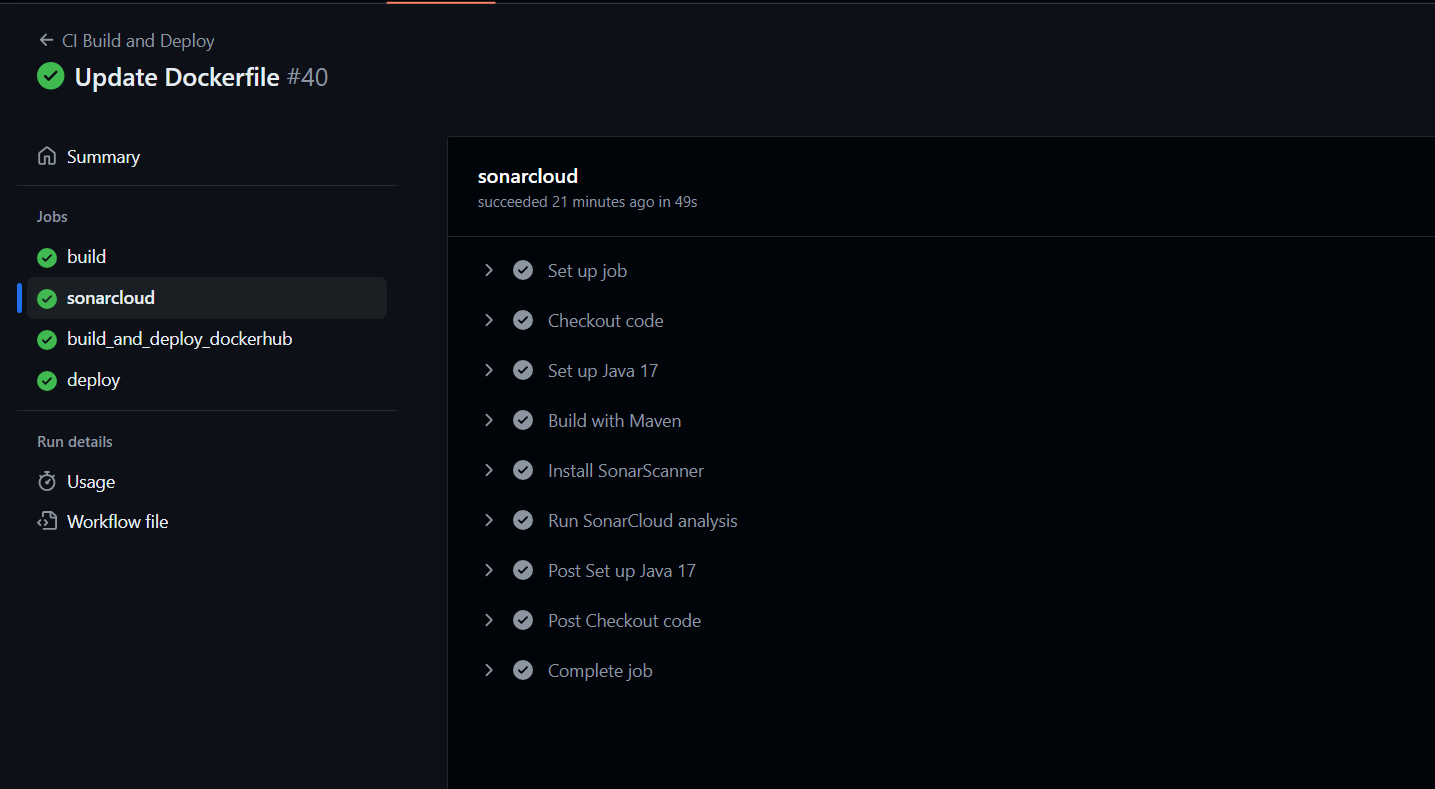 CI Build and Deploy
Update Dockerfile #40
Summary
Jobs
build
sonarcloud
build_and_deploy_dockerhub
deploy
Run details
Usage
Workflow file
sonarcloud
succeeded 21 minutes ago in 49s
Set up job
Checkout code
Set up Java 17
Build with Maven
Install SonarScanner
Run SonarCloud analysis
Post Set up Java 17
Post Checkout code
Complete job